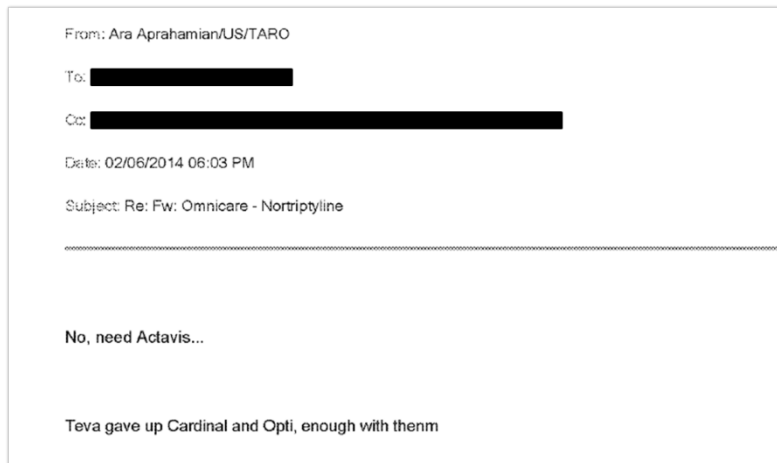 From: Ara Aprahamian/US/TARO
To:
Cc:
Date: 02/06/2014 06:03 PM
Subject: Re: Fw: Omnicare - Nortriptyline
No, need Actavis...
Teva gave up Cardinal and Opti, enough with thenm